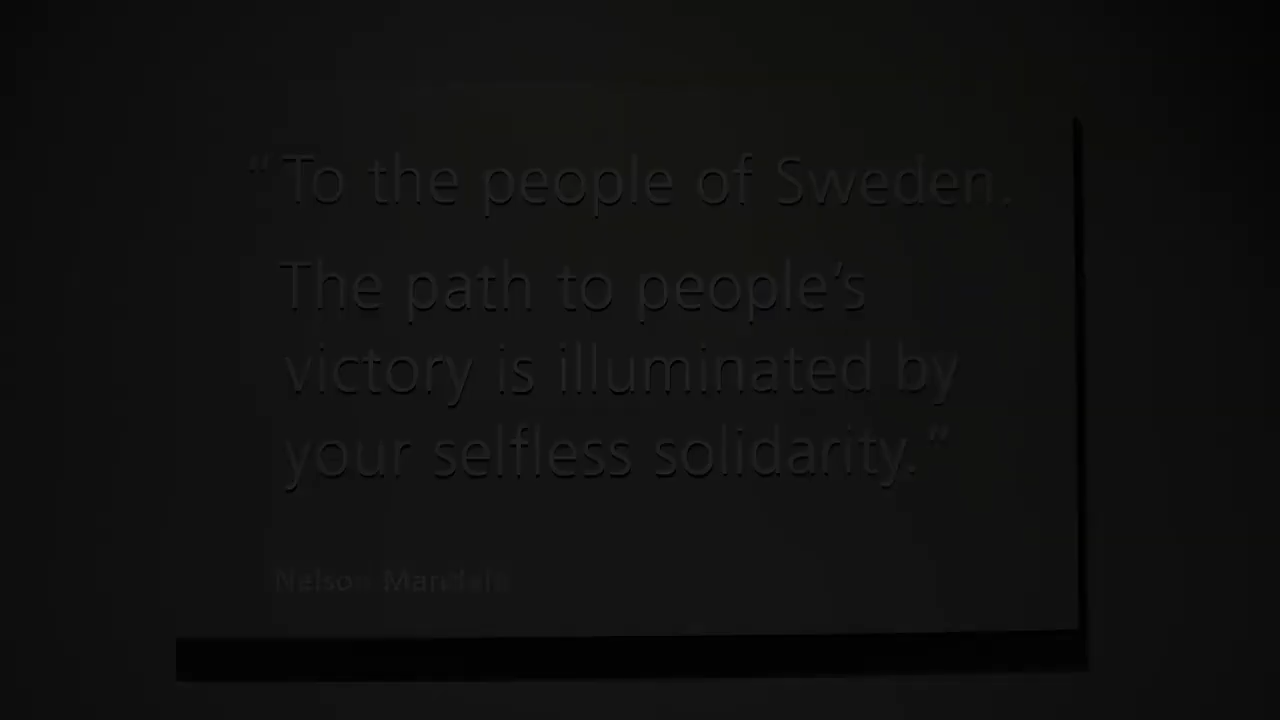 “To the people of Sweden.
The path to people’s
victory is illuminated by
your selfless solidarity.”
Nelson Mandela